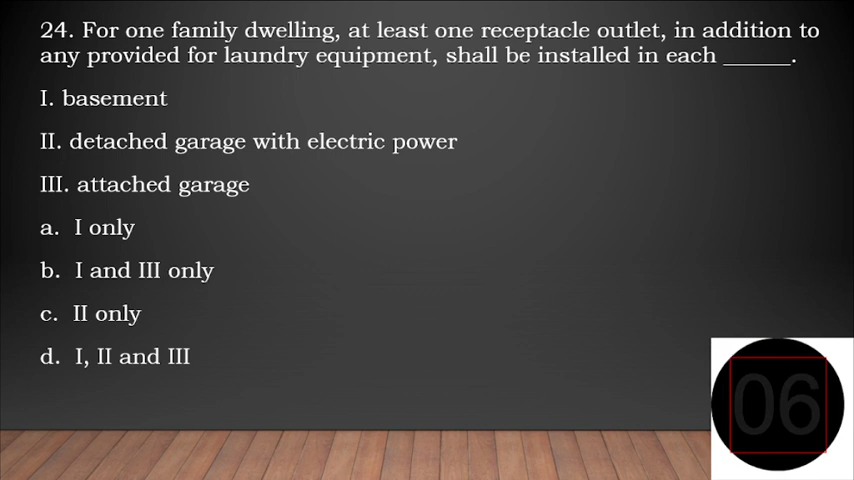 24. For one family dwelling, at least one receptacle outlet, in addition to
any provided for laundry equipment, shall be installed in each ______.
I. basement
II. detached garage with electric power
III. attached garage
a. I only
b. I and III only
c. II only
d. I, II and III
06